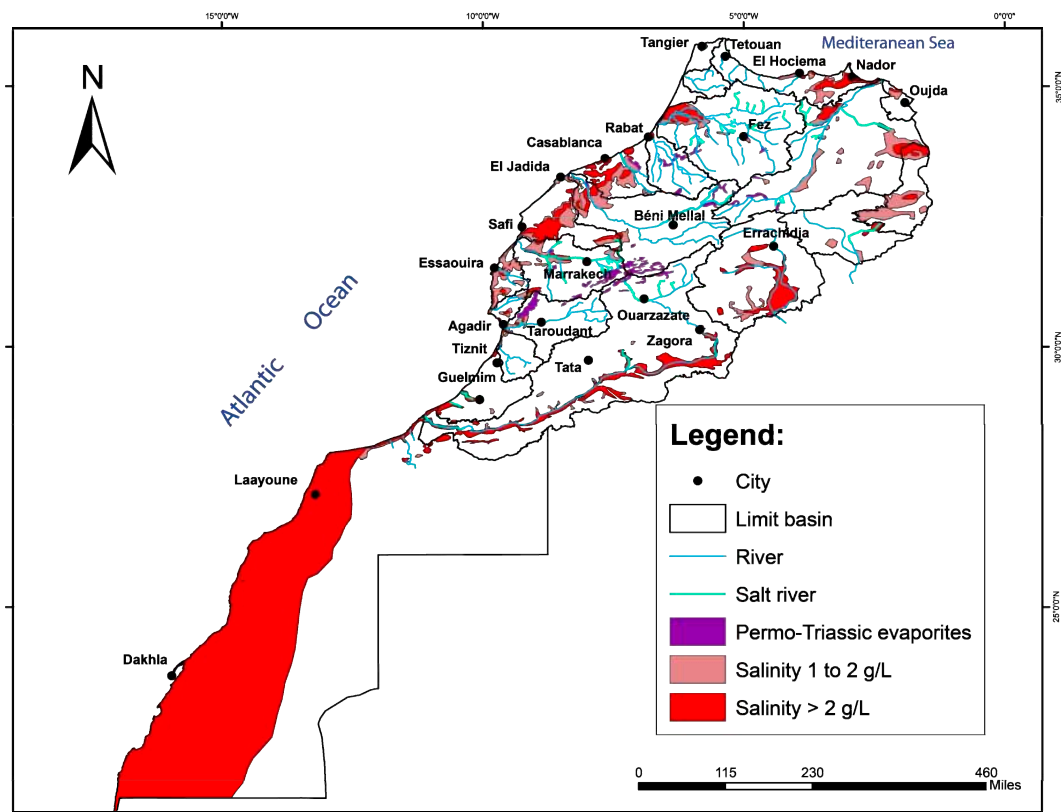 15°0'0"W
10°0'0"W
5°0'0"W
0°0'0"
Mediteranean Sea
Tangier
Tetouan
El Hociema
Nador
Oujda
35°0'0"N
N
Rabat
Fez
Casablanca
El Jadida
Safi
Béni Mellal
Errachidia
Essaouira
Marrakech
Atlantic Ocean
Ouarzazate
Agadir
Taroudant
Zagora
30°0'0"N
Tiznit
Tata
Guelmim
Laayoune
Dakhla
25°0'0"N
Legend:
City
Limit basin
River
Salt river
Permo-Triassic evaporites
Salinity 1 to 2 g/L
Salinity > 2 g/L
0 115 230 460
Miles